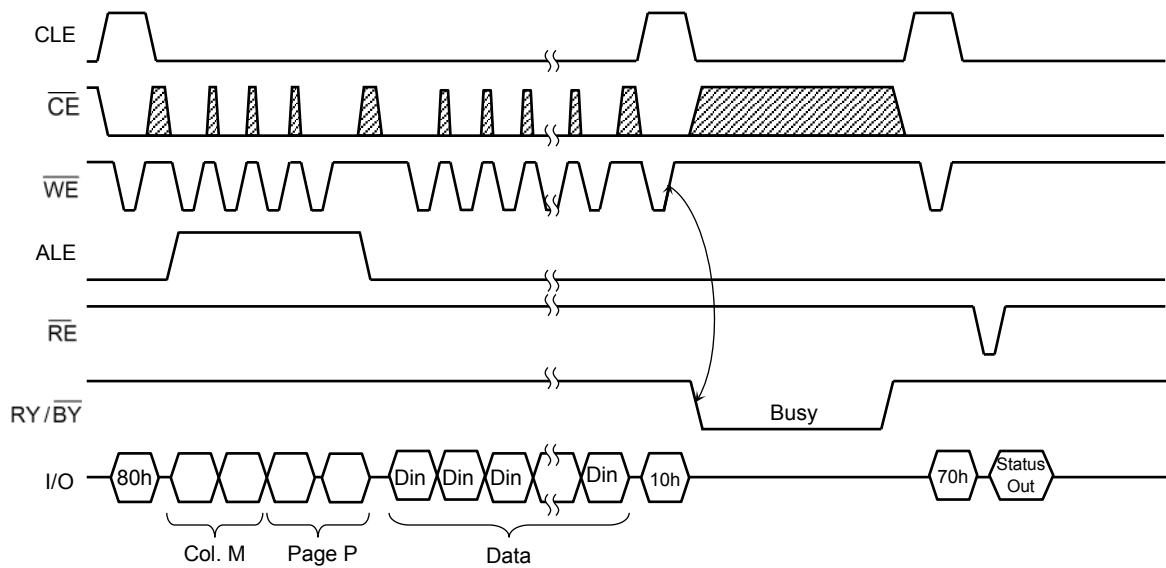 CLE
CE
WE
ALE
RE
RY/BY
Busy
I/O
80h
Din
Din
Din
Din
10h
70h
Status
Out
Col. M
Page P
Data